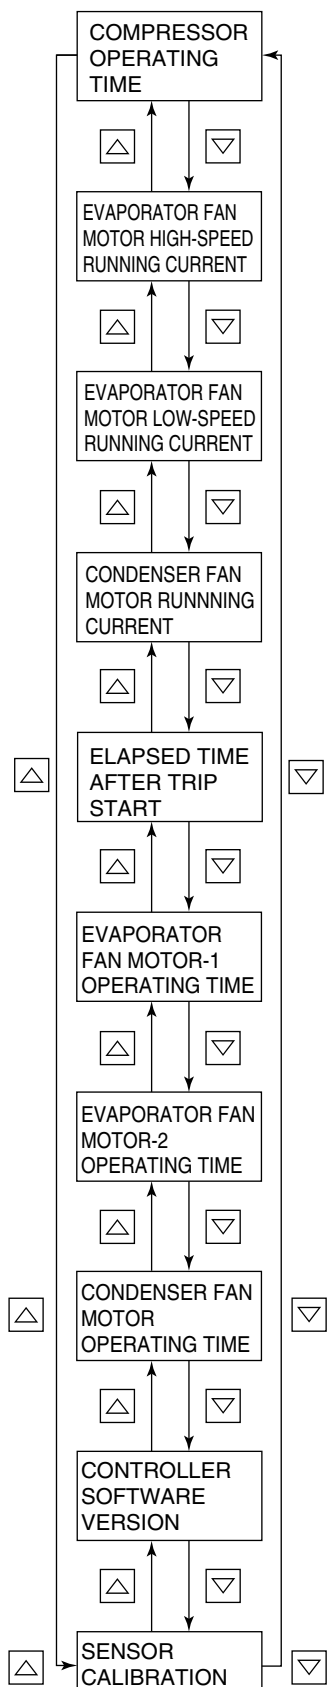 COMPRESSOR
OPERATING
TIME
EVAPORATOR FAN
MOTOR HIGH-SPEED
RUNNING CURRENT
EVAPORATOR FAN
MOTOR LOW-SPEED
RUNNING CURRENT
CONDENSER FAN
MOTOR RUNNNING
CURRENT
ELAPSED TIME
AFTER TRIP
START
EVAPORATOR
FAN MOTOR-1
OPERATING TIME
EVAPORATOR FAN
MOTOR-2
OPERATING TIME
CONDENSER FAN
MOTOR
OPERATING TIME
CONTROLLER
SOFTWARE
VERSION
SENSOR
CALIBRATION